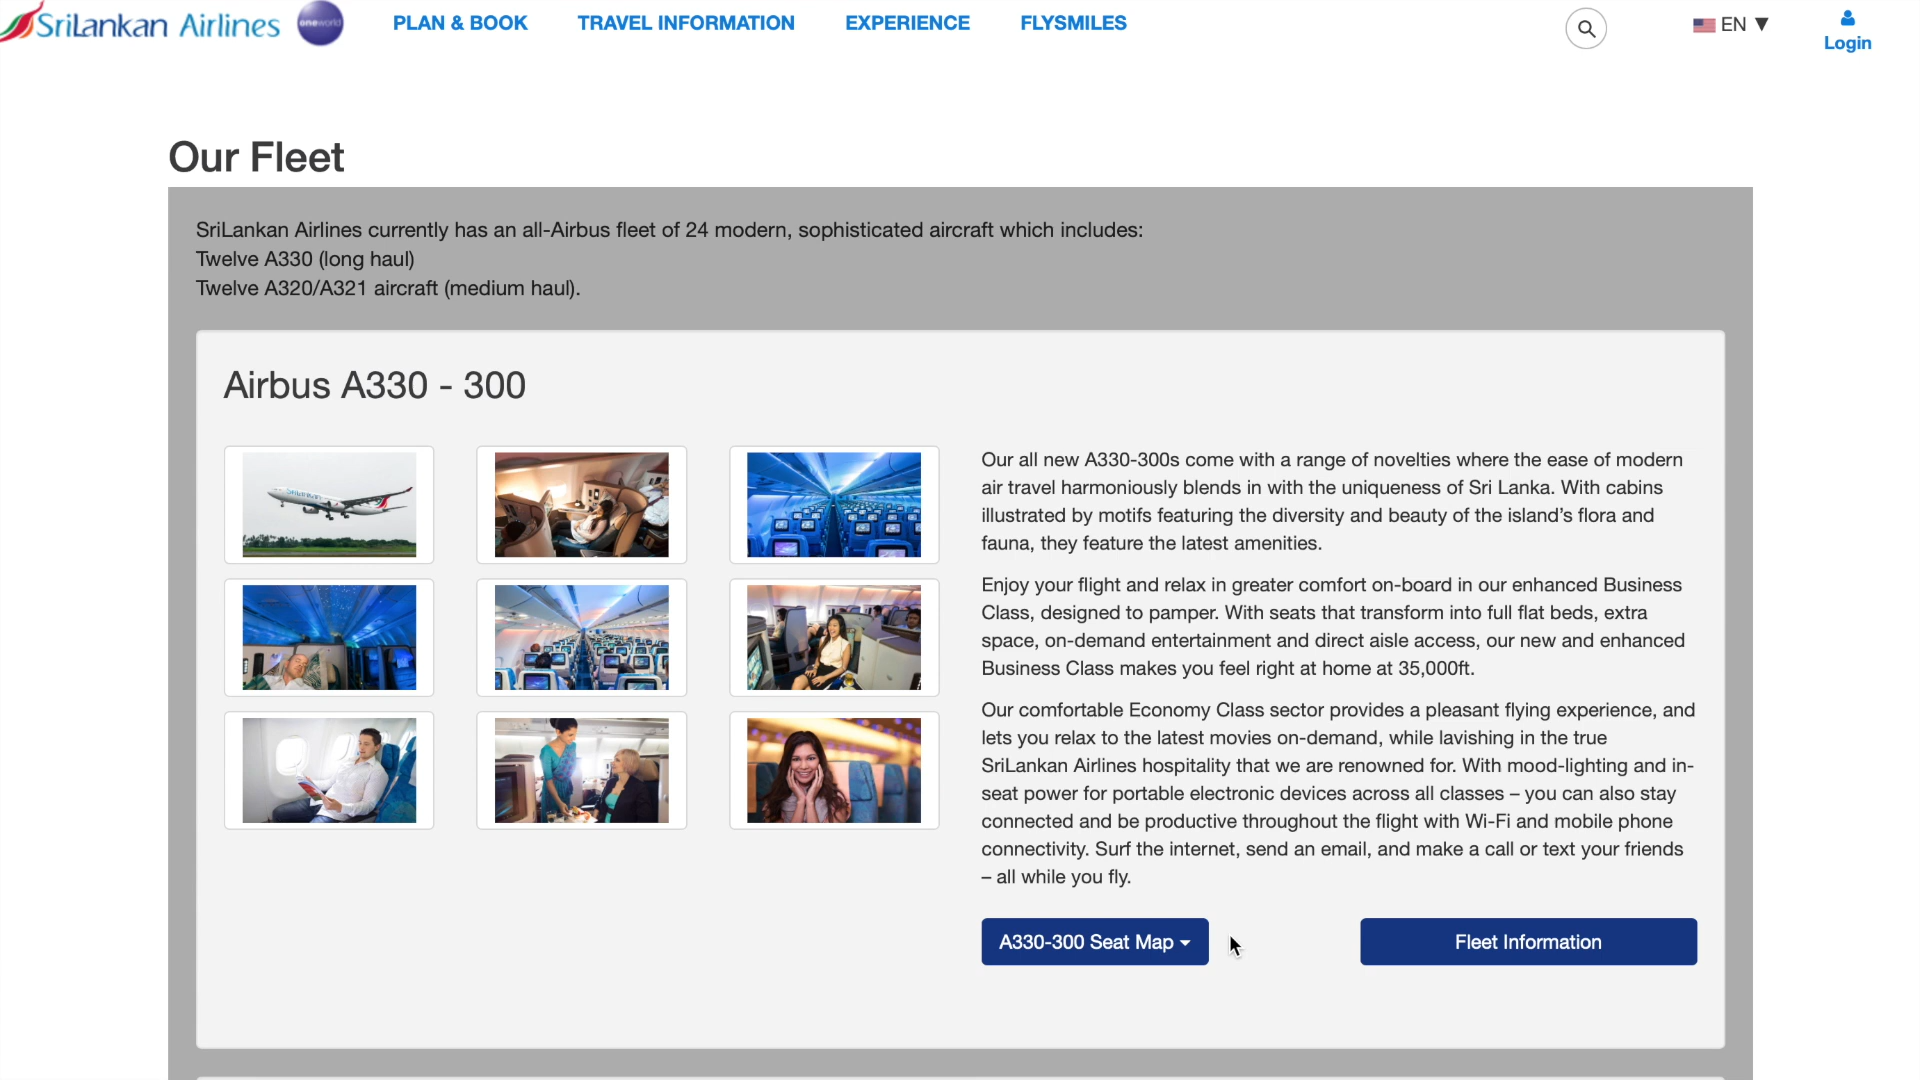 SriLankan Airlines oneworld PLAN & BOOK TRAVEL INFORMATION EXPERIENCE FLYSMILES EN ▼ Login
Our Fleet
SriLankan Airlines currently has an all-Airbus fleet of 24 modern, sophisticated aircraft which includes:
Twelve A330 (long haul)
Twelve A320/A321 aircraft (medium haul).
Airbus A330 - 300
SriLankan
Our all new A330-300s come with a range of novelties where the ease of modern
air travel harmoniously blends in with the uniqueness of Sri Lanka. With cabins
illustrated by motifs featuring the diversity and beauty of the island’s flora and
fauna, they feature the latest amenities.
Enjoy your flight and relax in greater comfort on-board in our enhanced Business
Class, designed to pamper. With seats that transform into full flat beds, extra
space, on-demand entertainment and direct aisle access, our new and enhanced
Business Class makes you feel right at home at 35,000ft.
Our comfortable Economy Class sector provides a pleasant flying experience, and
lets you relax to the latest movies on-demand, while lavishing in the true
SriLankan Airlines hospitality that we are renowned for. With mood-lighting and in-
seat power for portable electronic devices across all classes – you can also stay
connected and be productive throughout the flight with Wi-Fi and mobile phone
connectivity. Surf the internet, send an email, and make a call or text your friends
– all while you fly.
A330-300 Seat Map Fleet Information